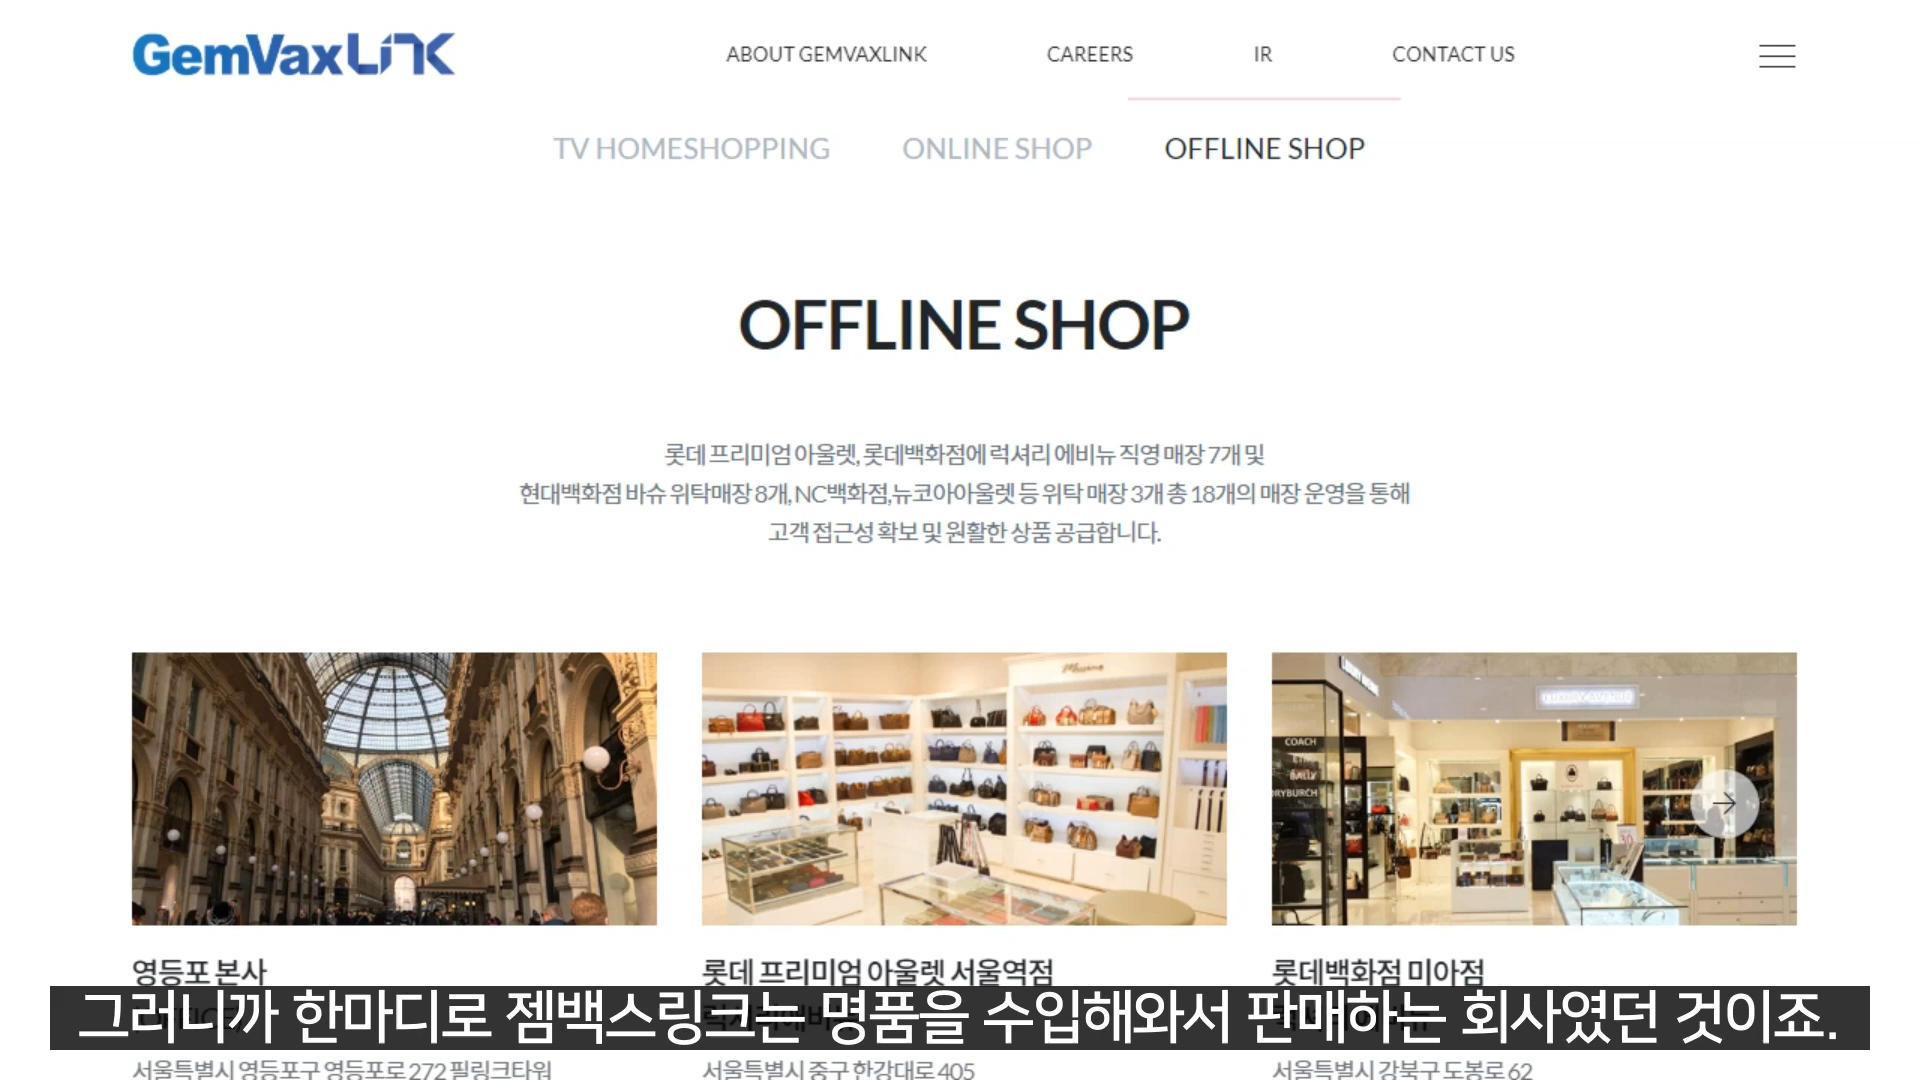 GemVaxLiNK
ABOUT GEMVAXLINK
CAREERS
IR
CONTACT US
TV HOMESHOPPING
ONLINE SHOP
OFFLINE SHOP
OFFLINE SHOP
롯데 프리미엄 아울렛, 롯데백화점에 럭셔리 에비뉴 직영 매장 7개 및
현대백화점 바슈 위탁매장 8개, NC백화점,뉴코아아울렛 등 위탁 매장 3개 총 18개의 매장 운영을 통해
고객 접근성 확보 및 원활한 상품 공급합니다.
LUXURY AVENUE
COACH
BALLY
RYBURCH
영등포 본사
롯데 프리미엄 아울렛 서울역점
롯데백화점 미아점
그러니까 한마디로 젬백스링크는 명품을 수입해와서 판매하는 회사였던 것이죠.
서울특별시 영등포구 영등포로 272 필링크타워
서울특별시 중구 한강대로 405
서울특별시 강북구 도봉로 62